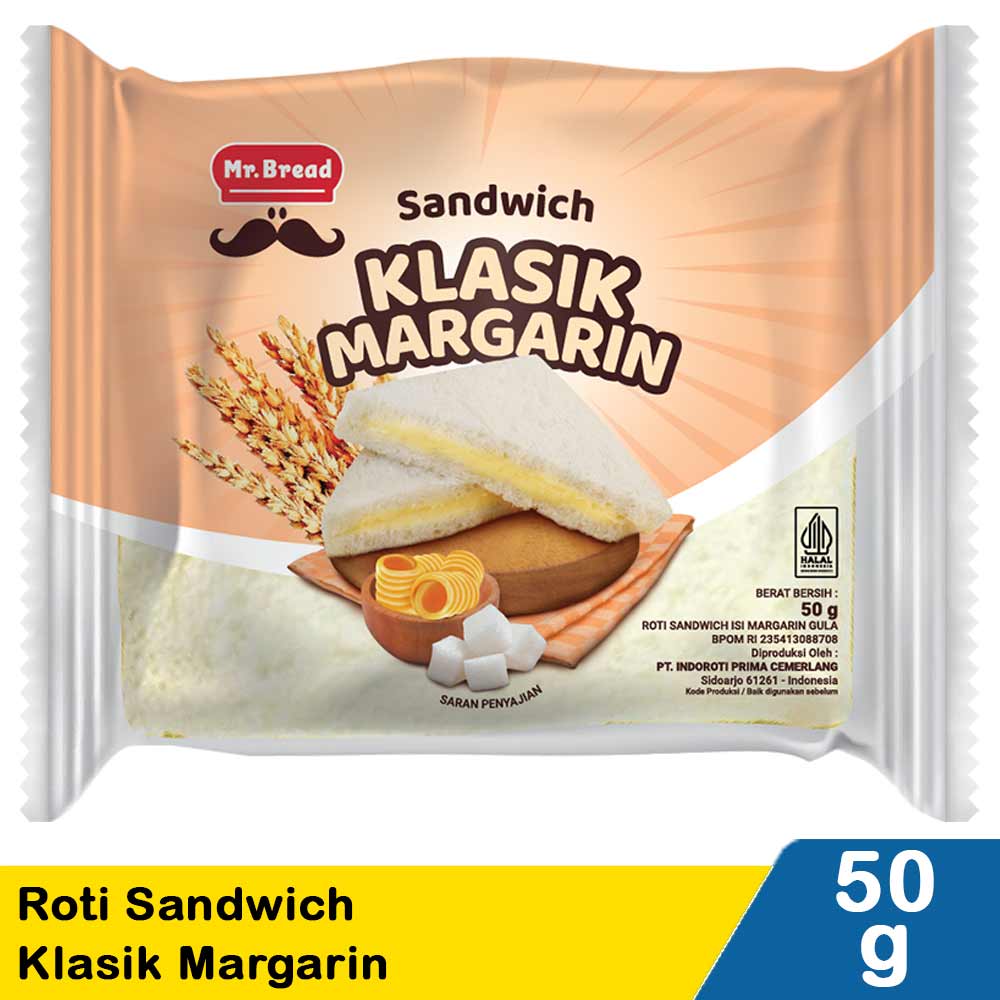 Mr. Bread
Sandwich
KLASIK
MARGARIN
HALAL
INDONESIA
BERAT BERSIH :
50 g
ROTI SANDWICH ISI MARGARIN GULA
BPOM RI 235413088708
Diproduksi Oleh :
PT. INDOROTI PRIMA CEMERLANG
Sidoarjo 61261 - Indonesia
Kode Produksi / Baik digunakan sebelum
SARAN PENYAJIAN
Roti Sandwich
Klasik Margarin
50
g